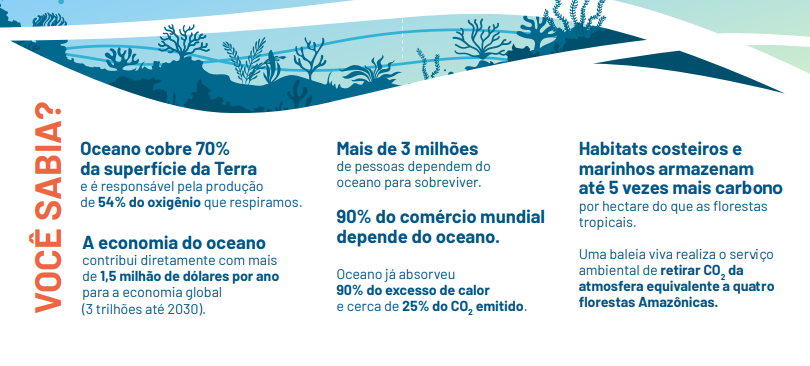 VOCÊ SABIA?
Oceano cobre 70%
da superfície da Terra
e é responsável pela produção
de 54% do oxigênio que respiramos.
A economia do oceano
contribui diretamente com mais
de 1,5 milhão de dólares por ano
para a economia global
(3 trilhões até 2030).
Mais de 3 milhões
de pessoas dependem do
oceano para sobreviver.
90% do comércio mundial
depende do oceano.
Oceano já absorveu
90% do excesso de calor
e cerca de 25% do CO₂ emitido.
Habitats costeiros e
marinhos armazenam
até 5 vezes mais carbono
por hectare do que as florestas
tropicais.
Uma baleia viva realiza o serviço
ambiental de retirar CO₂ da
atmosfera equivalente a quatro
florestas Amazônicas.